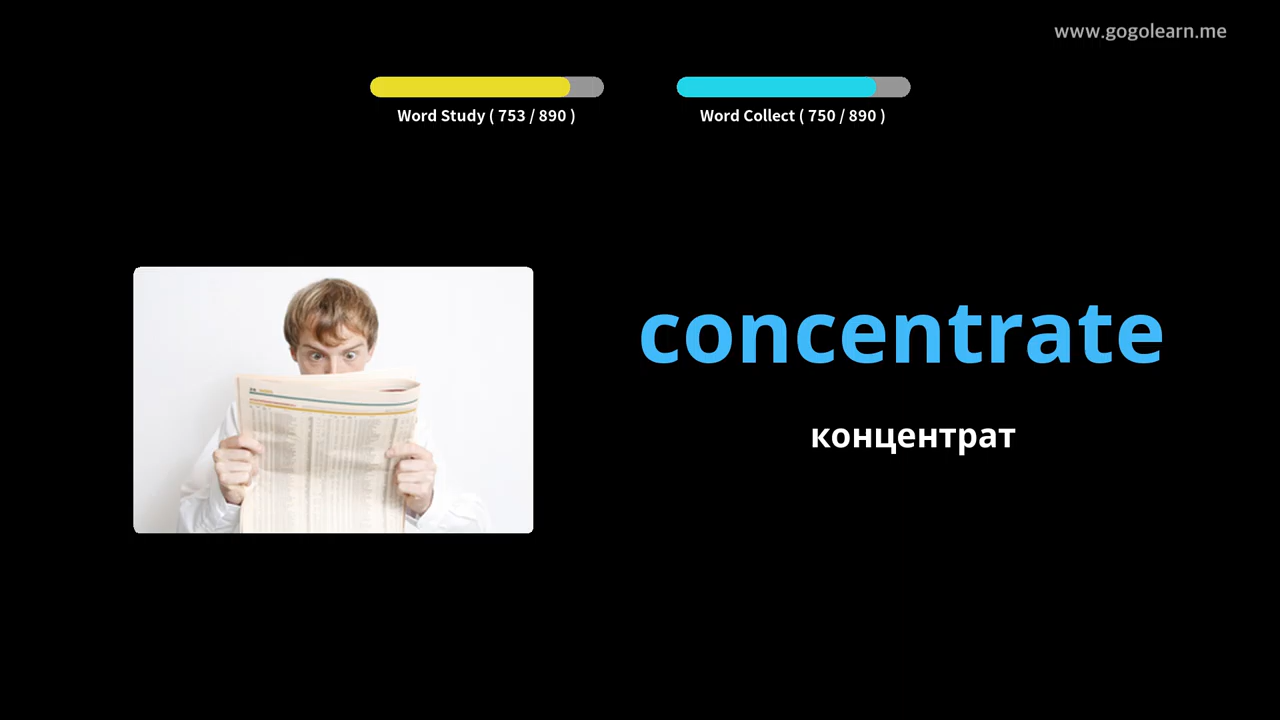 www.gogolearn.me
Word Study ( 753 / 890 )
Word Collect ( 750 / 890 )
concentrate
концентрат